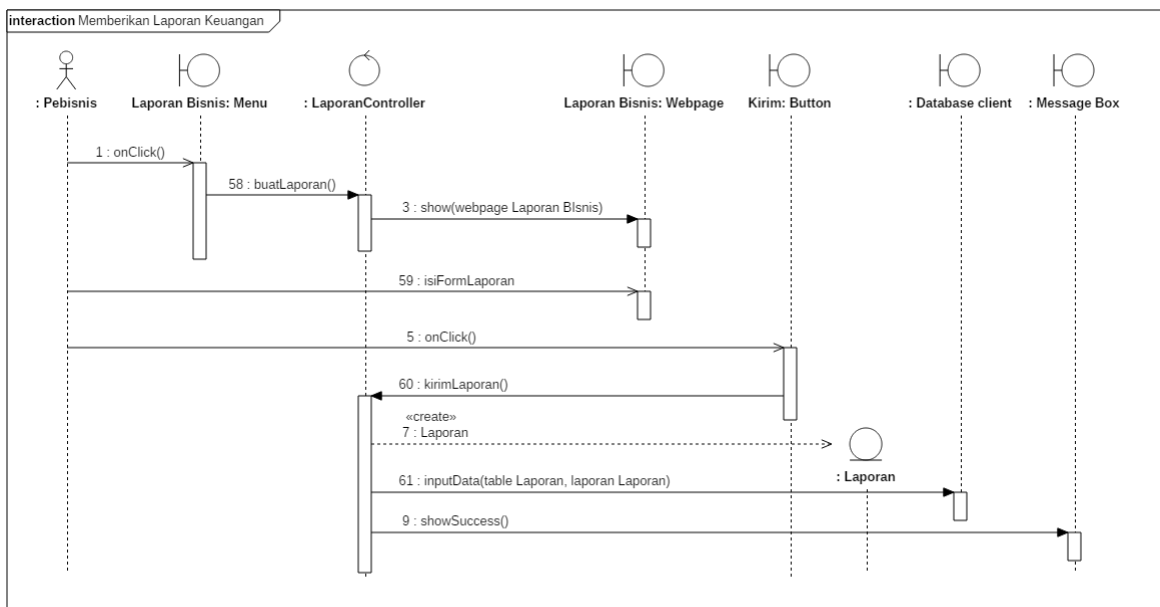 interaction Memberikan Laporan Keuangan
: Pebisnis
Laporan Bisnis: Menu
: LaporanController
Laporan Bisnis: Webpage
Kirim: Button
: Database client
: Message Box
1 : onClick()
58 : buatLaporan()
3 : show(webpage Laporan BIsnis)
59 : isiFormLaporan
5 : onClick()
60 : kirimLaporan()
«create»
7 : Laporan
: Laporan
61 : inputData(table Laporan, laporan Laporan)
9 : showSuccess()